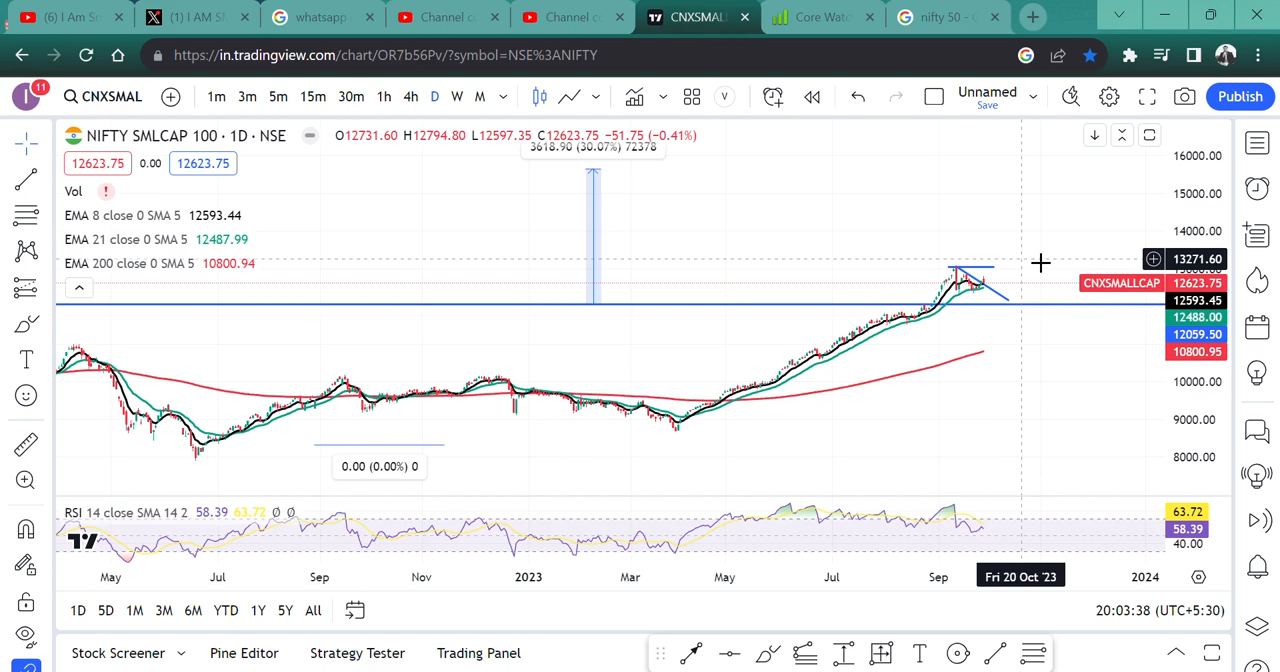 (6) I Am Sm
(1) I AM SM
whatsapp
Channel co
Channel co
CNXSMALL
Core Watc
nifty 50 - G
https://in.tradingview.com/chart/OR7b56Pv/?symbol=NSE%3ANIFTY
I 11 CNXSMAL 1m 3m 5m 15m 30m 1h 4h D W M V Unnamed Save Publish
NIFTY SMLCAP 100 · 1D · NSE O12731.60 H12794.80 L12597.35 C12623.75 −51.75 (−0.41%)
3618.90 (30.07%) 72378
12623.75 0.00 12623.75
Vol !
EMA 8 close 0 SMA 5 12593.44
EMA 21 close 0 SMA 5 12487.99
EMA 200 close 0 SMA 5 10800.94
16000.00
15000.00
14000.00
13271.60
13000.00
CNXSMALLCAP 12623.75
12593.45
12488.00
12059.50
10800.95
10000.00
9000.00
8000.00
0.00 (0.00%) 0
RSI 14 close SMA 14 2 58.39 63.72 Ø Ø
63.72
58.39
40.00
May Jul Sep Nov 2023 Mar May Jul Sep Fri 20 Oct '23 2024
1D 5D 1M 3M 6M YTD 1Y 5Y All 20:03:38 (UTC+5:30)
Stock Screener Pine Editor Strategy Tester Trading Panel